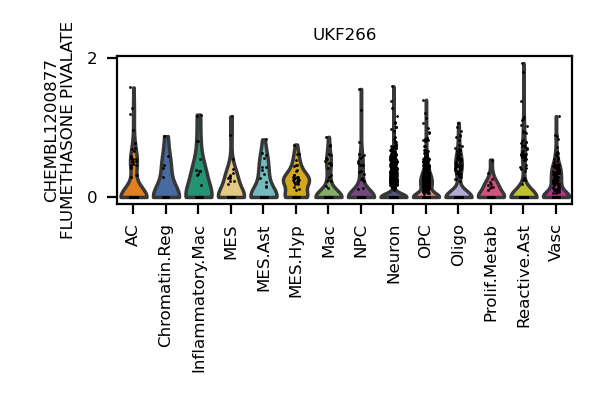 UKF266
CHEMBL1200877
FLUMETHASONE PIVALATE
2
0
AC
Chromatin.Reg
Inflammatory.Mac
MES
MES.Ast
MES.Hyp
Mac
NPC
Neuron
OPC
Oligo
Prolif.Metab
Reactive.Ast
Vasc